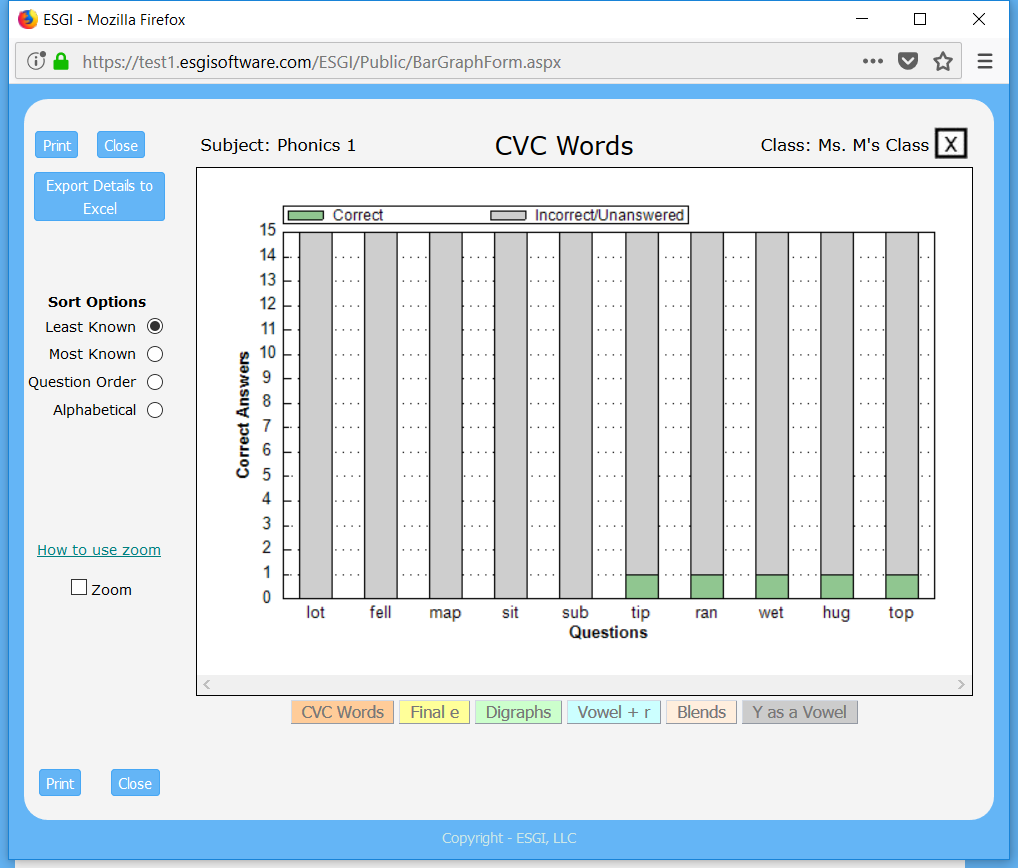 ESGI - Mozilla Firefox
https://test1.esgisoftware.com/ESGI/Public/BarGraphForm.aspx
Print Close
Subject: Phonics 1 CVC Words Class: Ms. M's Class X
Export Details to
Excel
Correct Incorrect/Unanswered
15
14
13
12
11
10
9
8
7
6
5
4
3
2
1
0
Correct Answers
lot fell map sit sub tip ran wet hug top
Questions
Sort Options
Least Known
Most Known
Question Order
Alphabetical
How to use zoom
Zoom
CVC Words Final e Digraphs Vowel + r Blends Y as a Vowel
Print Close
Copyright - ESGI, LLC